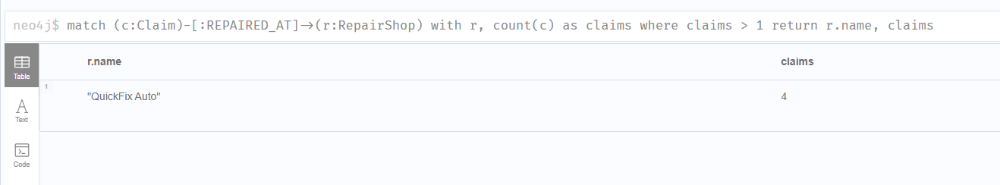 neo4j$ match (c:Claim)-[:REPAIRED_AT]→(r:RepairShop) with r, count(c) as claims where claims > 1 return r.name, claims
Table
r.name claims
1
"QuickFix Auto" 4
A
Text
Code